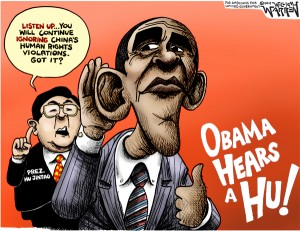 LISTEN UP...YOU
WILL CONTINUE
IGNORING CHINA'S
HUMAN RIGHTS
VIOLATIONS.
GOT IT?
PREZ.
HU JINTAO
OBAMA
HEARS
A
HU!